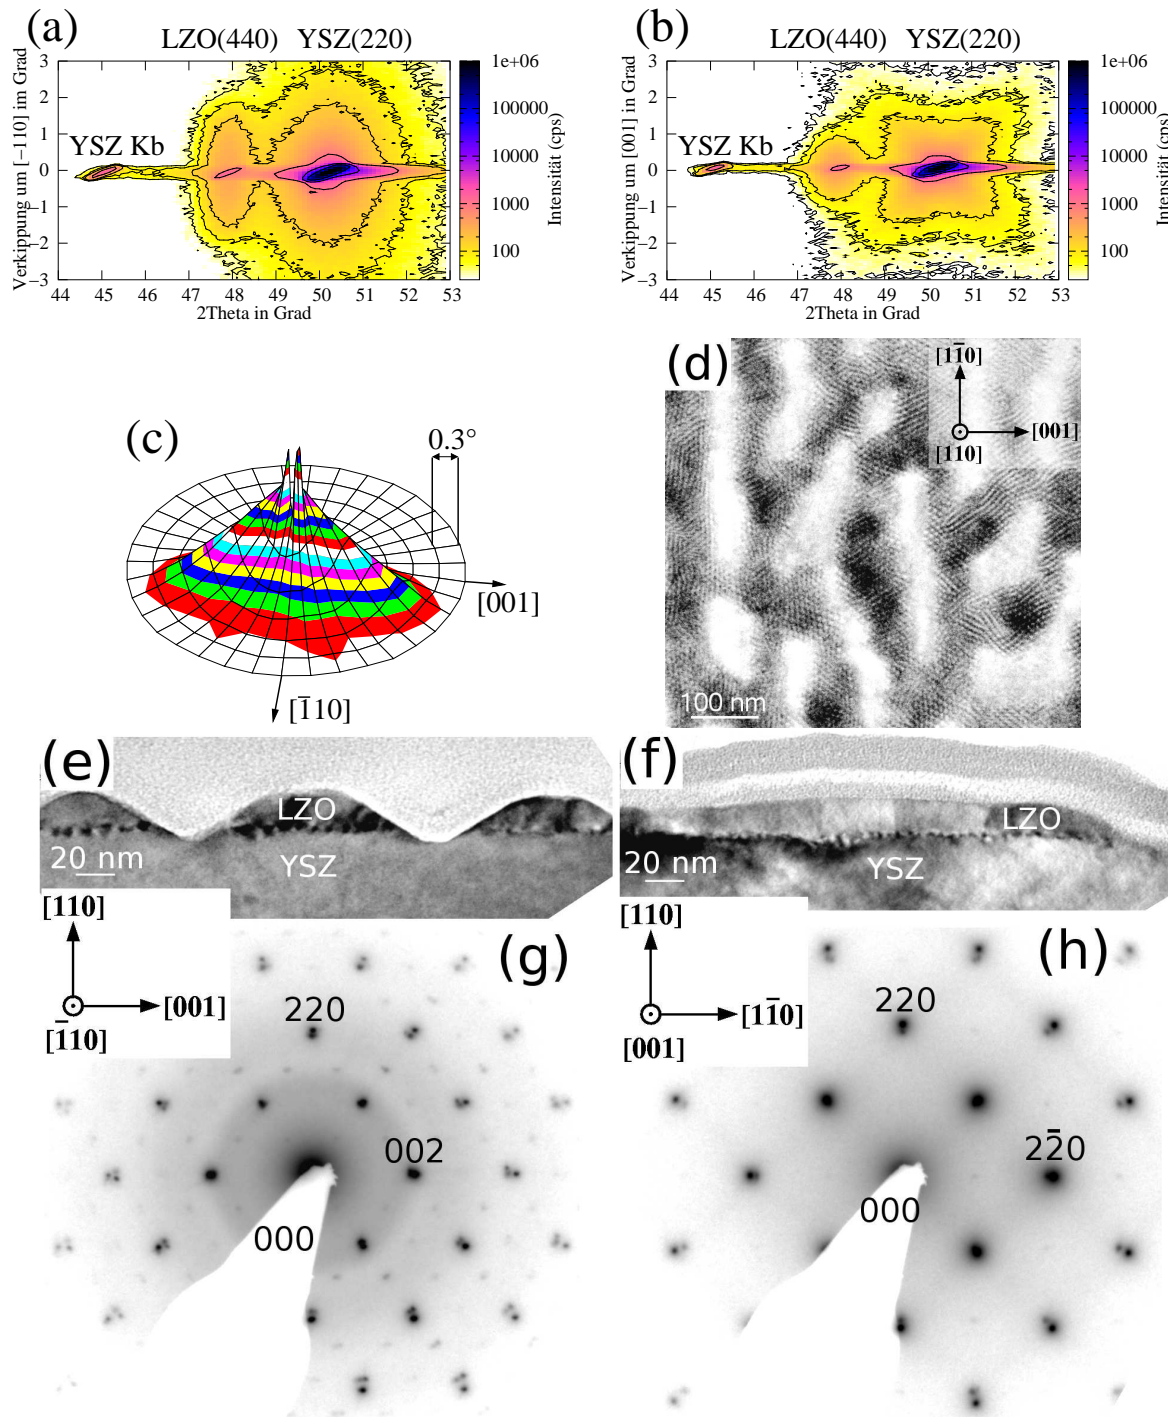 (a)
LZO(440) YSZ(220)
Verkippung um [−110] im Grad
3
2
1
0
−1
−2
−3
YSZ Kb
44 45 46 47 48 49 50 51 52 53
2Theta in Grad
1e+06
100000
10000
1000
100
Intensität (cps)
(b)
LZO(440) YSZ(220)
Verkippung um [001] in Grad
3
2
1
0
−1
−2
−3
YSZ Kb
44 45 46 47 48 49 50 51 52 53
2Theta in Grad
1e+06
100000
10000
1000
100
Intensität (cps)
(c)
0.3°
[001]
[1̄10]
(d)
[11̄0]
[001]
[110]
100 nm
(e)
LZO
20 nm
YSZ
(f)
LZO
20 nm
YSZ
[110]
[001]
[1̄10]
(g)
220
002
000
[110]
[11̄0]
[001]
(h)
220
22̄0
000